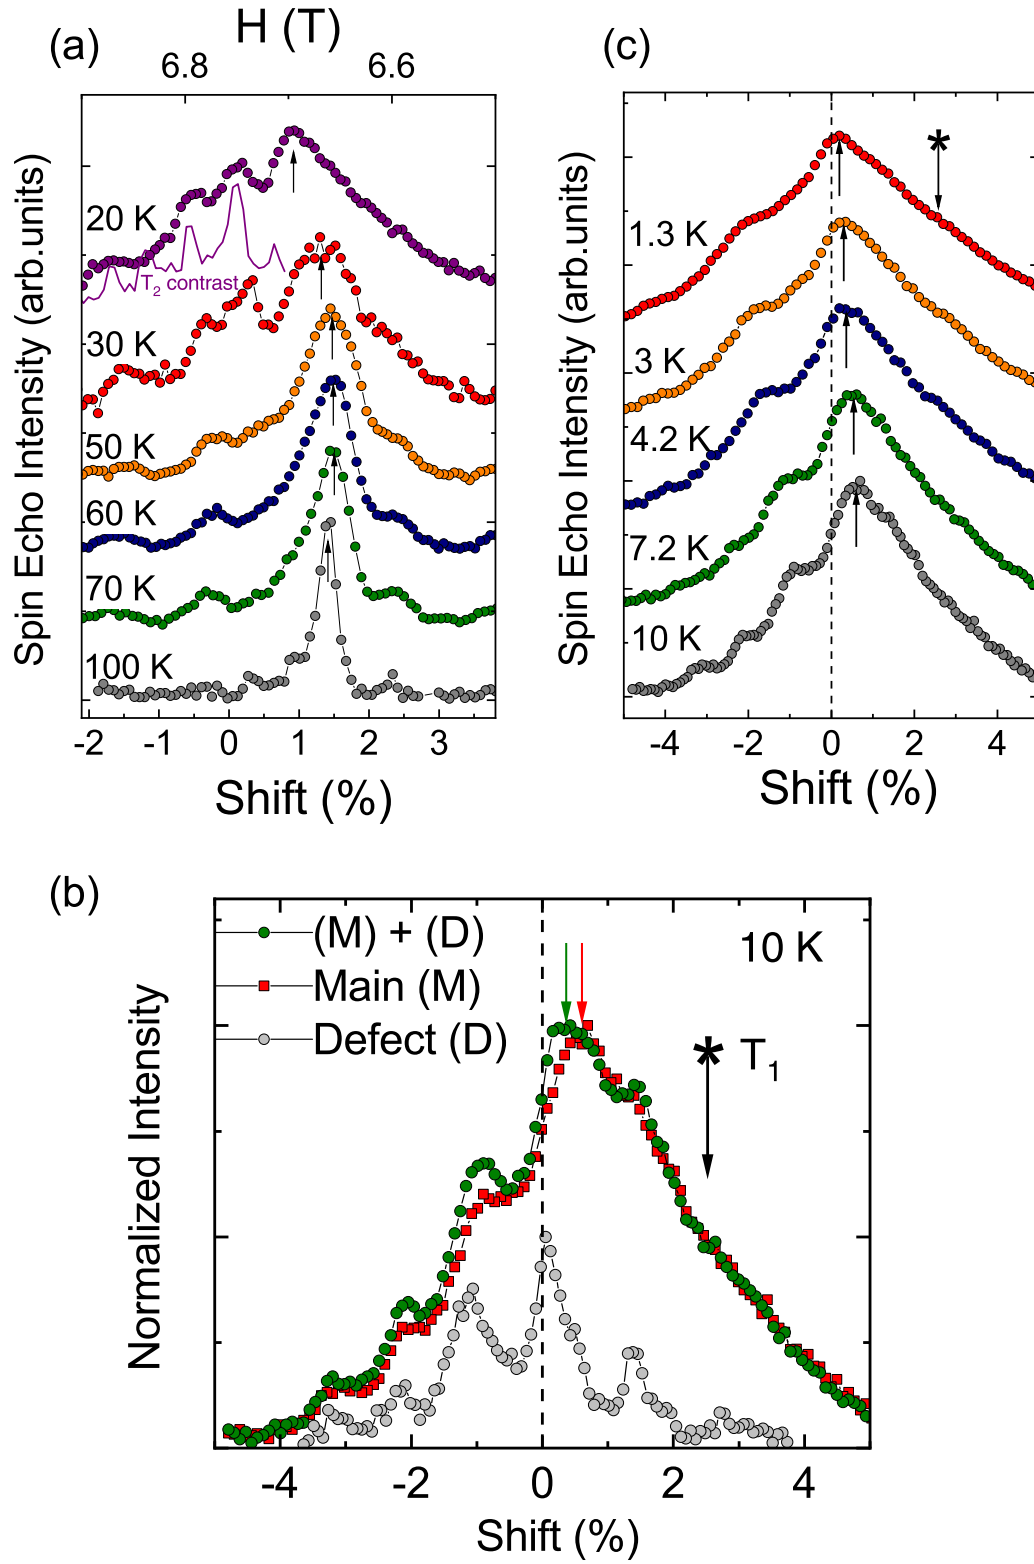 (a)
H (T)
6.8
6.6
Spin Echo Intensity (arb.units)
20 K
T2 contrast
30 K
50 K
60 K
70 K
100 K
-2
-1
0
1
2
3
Shift (%)
(c)
Spin Echo Intensity (arb.units)
*
1.3 K
3 K
4.2 K
7.2 K
10 K
-4
-2
0
2
4
Shift (%)
(b)
Normalized Intensity
(M) + (D)
Main (M)
Defect (D)
10 K
* T1
-4
-2
0
2
4
Shift (%)